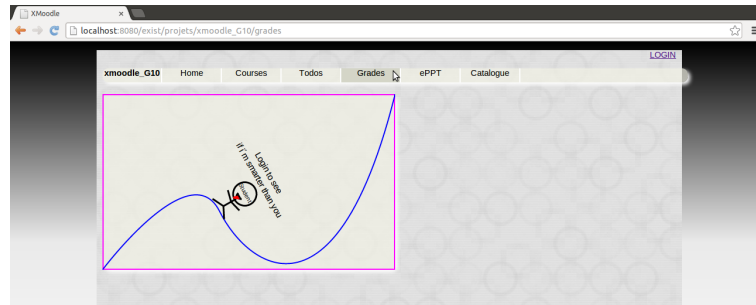 XMoodle
localhost:8080/exist/projets/xmoodle_G10/grades
LOGIN
xmoodle_G10 Home Courses Todos Grades ePPT Catalogue
Login to see
if i'm smarter than you